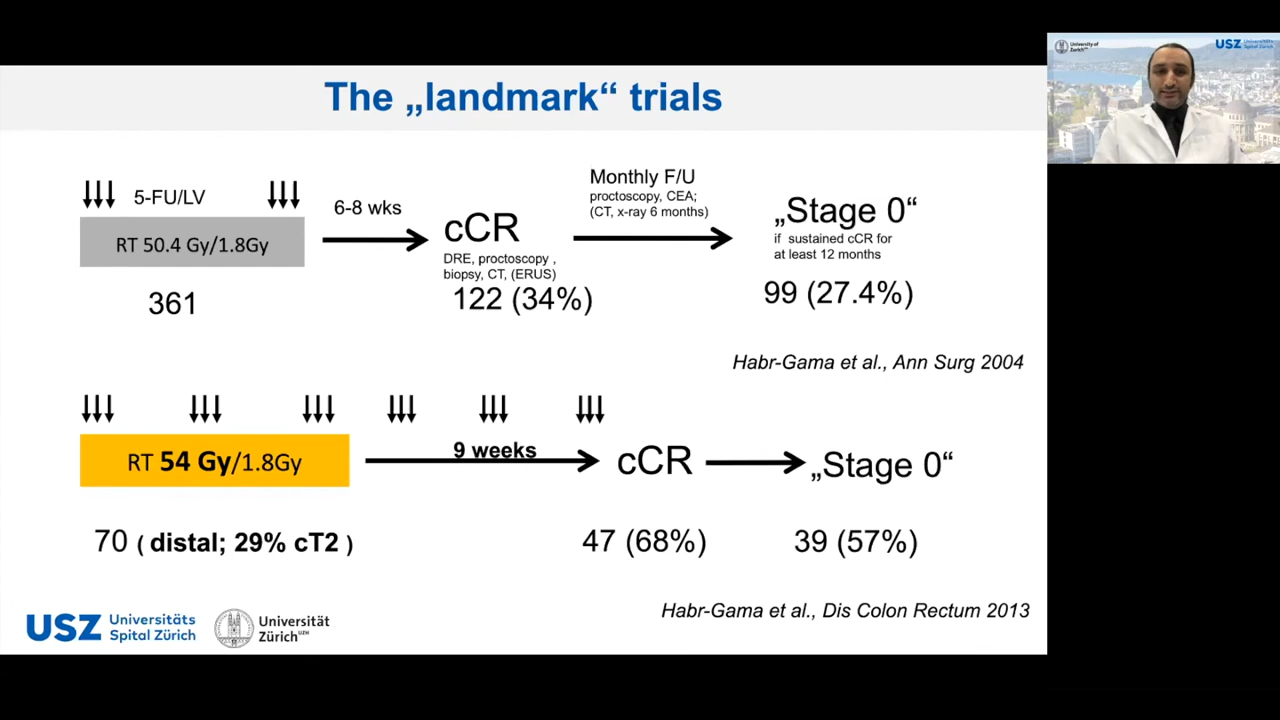 The „landmark“ trials
5-FU/LV
RT 50.4 Gy/1.8Gy
361
6-8 wks
cCR
DRE, proctoscopy ,
biopsy, CT, (ERUS)
122 (34%)
Monthly F/U
proctoscopy, CEA;
(CT, x-ray 6 months)
„Stage 0“
if sustained cCR for
at least 12 months
99 (27.4%)
Habr-Gama et al., Ann Surg 2004
RT 54 Gy/1.8Gy
9 weeks
cCR
„Stage 0“
70 ( distal; 29% cT2 )
47 (68%)
39 (57%)
Habr-Gama et al., Dis Colon Rectum 2013
USZ Universitäts
Spital Zürich
Universität
Zürich UZH
University of
Zurich
USZ Universitäts
Spital Zürich